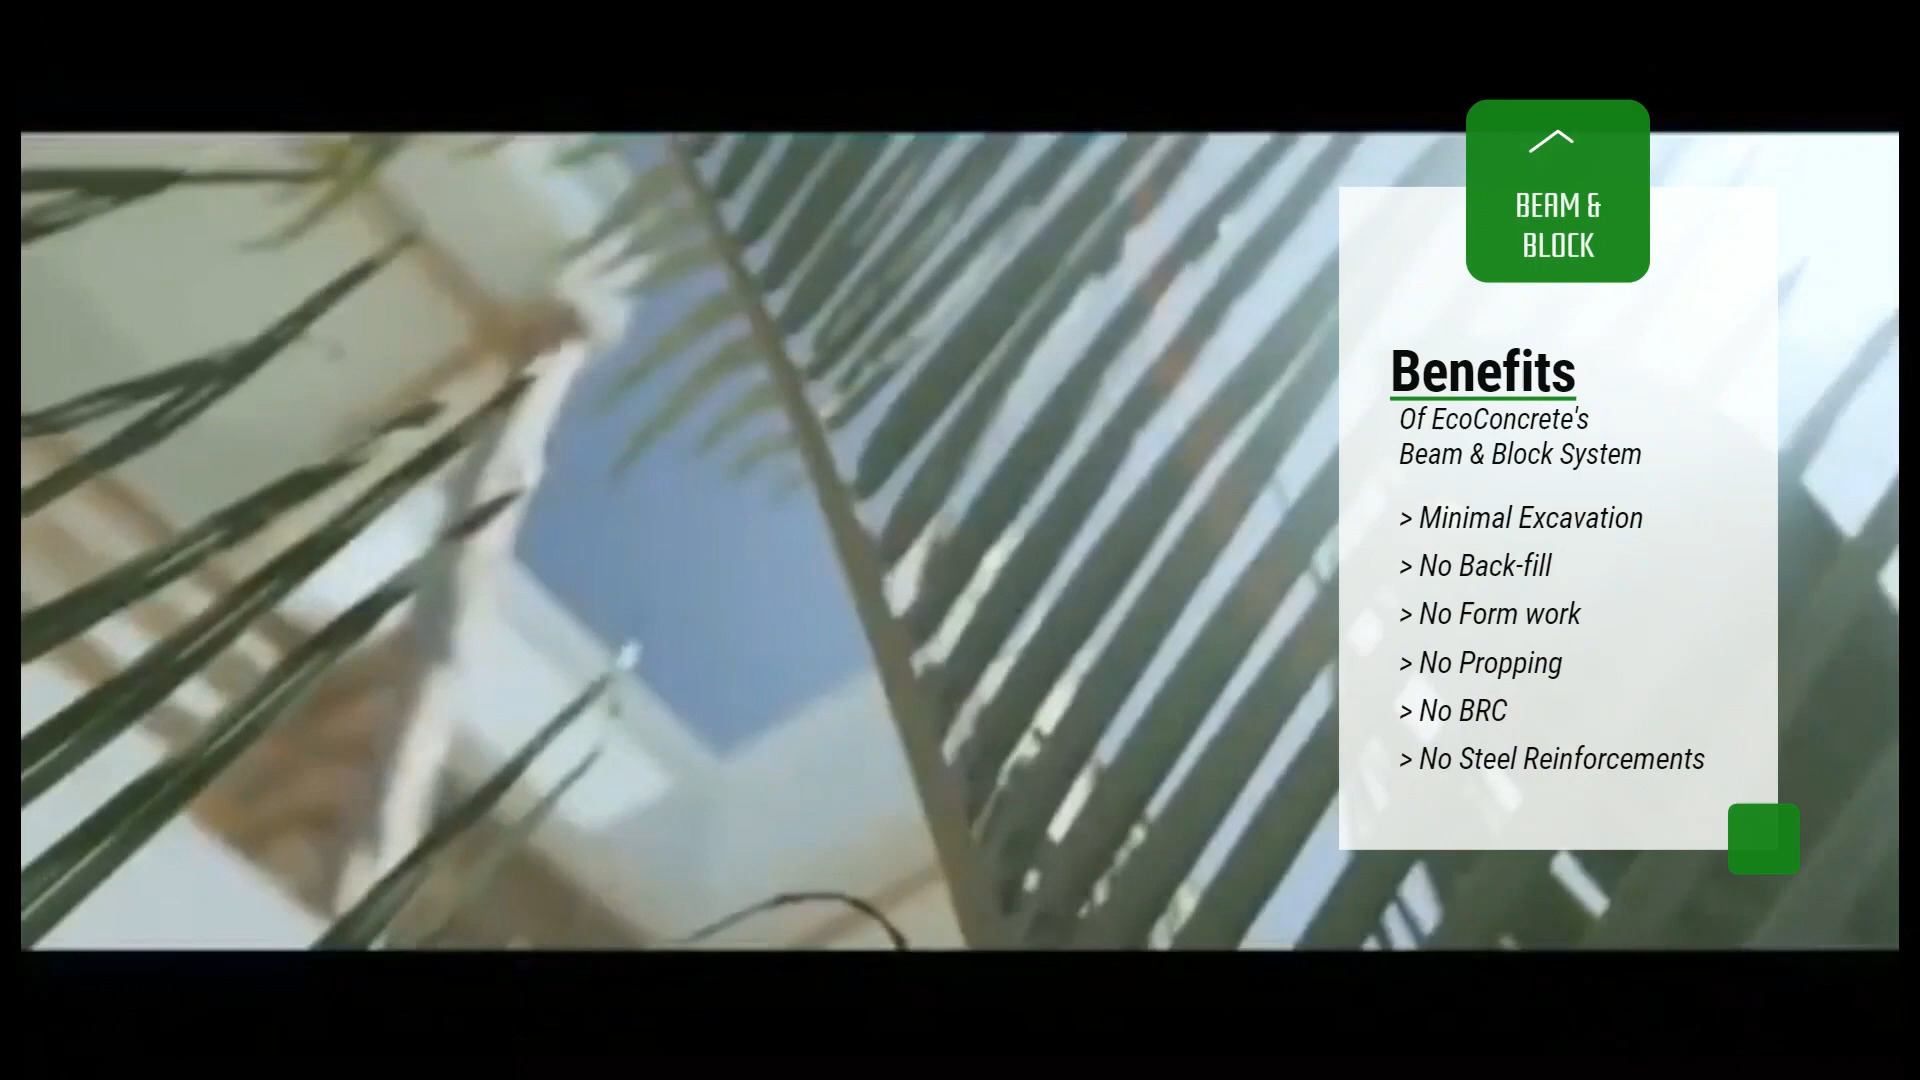 BEAM &
BLOCK
Benefits
Of EcoConcrete's
Beam & Block System
> Minimal Excavation
> No Back-fill
> No Form work
> No Propping
> No BRC
> No Steel Reinforcements